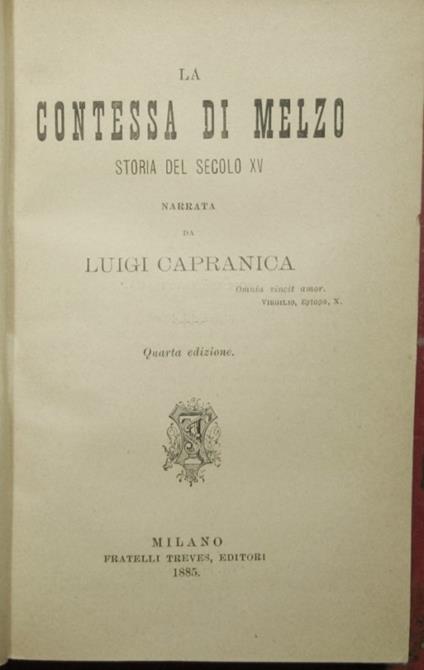 LA
CONTESSA DI MELZO
STORIA DEL SECOLO XV
NARRATA
DA
LUIGI CAPRANICA
Omnia vincit amor.
VIRGILIO, Egloga, X.
Quarta edizione.
MILANO
FRATELLI TREVES, EDITORI
1885.